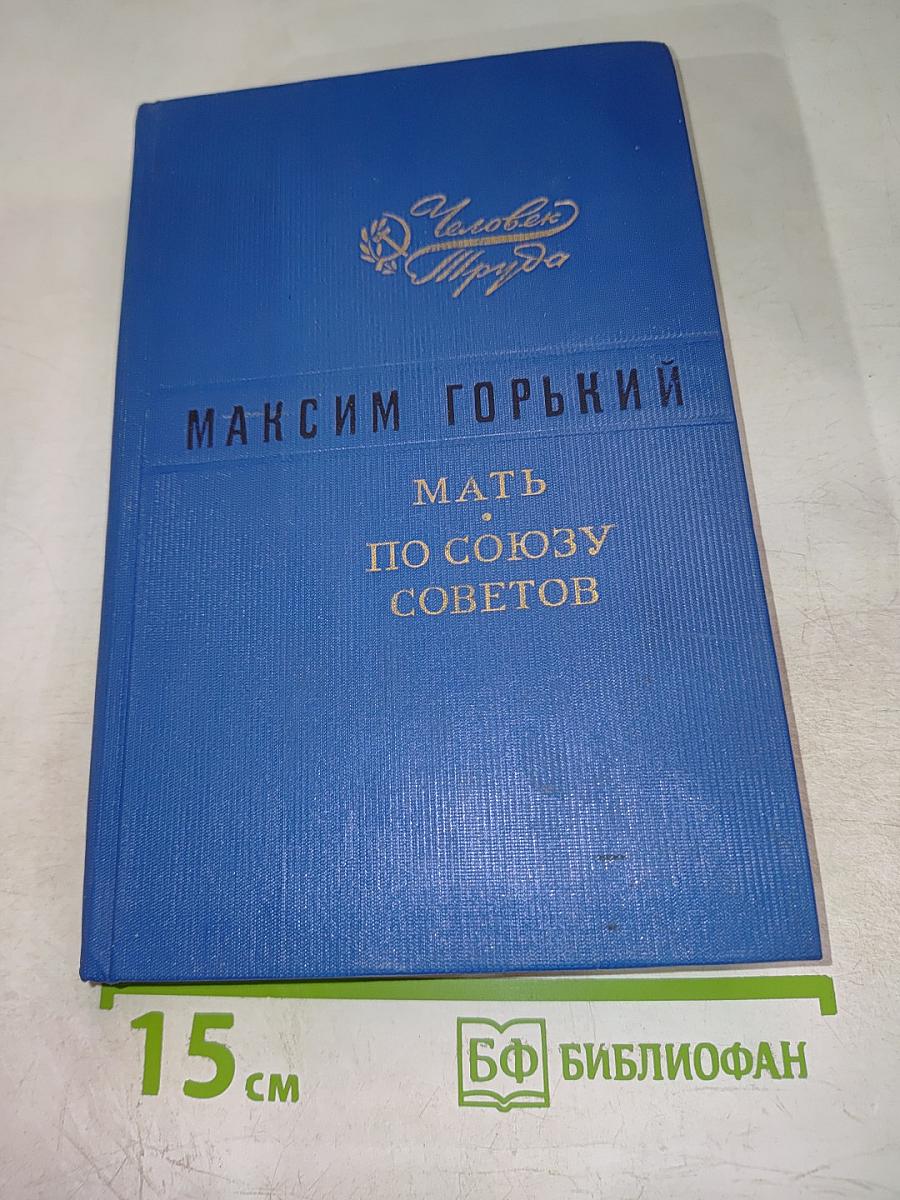 Человек
Труда
МАКСИМ ГОРЬКИЙ
МАТЬ
•
ПО СОЮЗУ
СОВЕТОВ
15 см
БФ БИБЛИОФАН